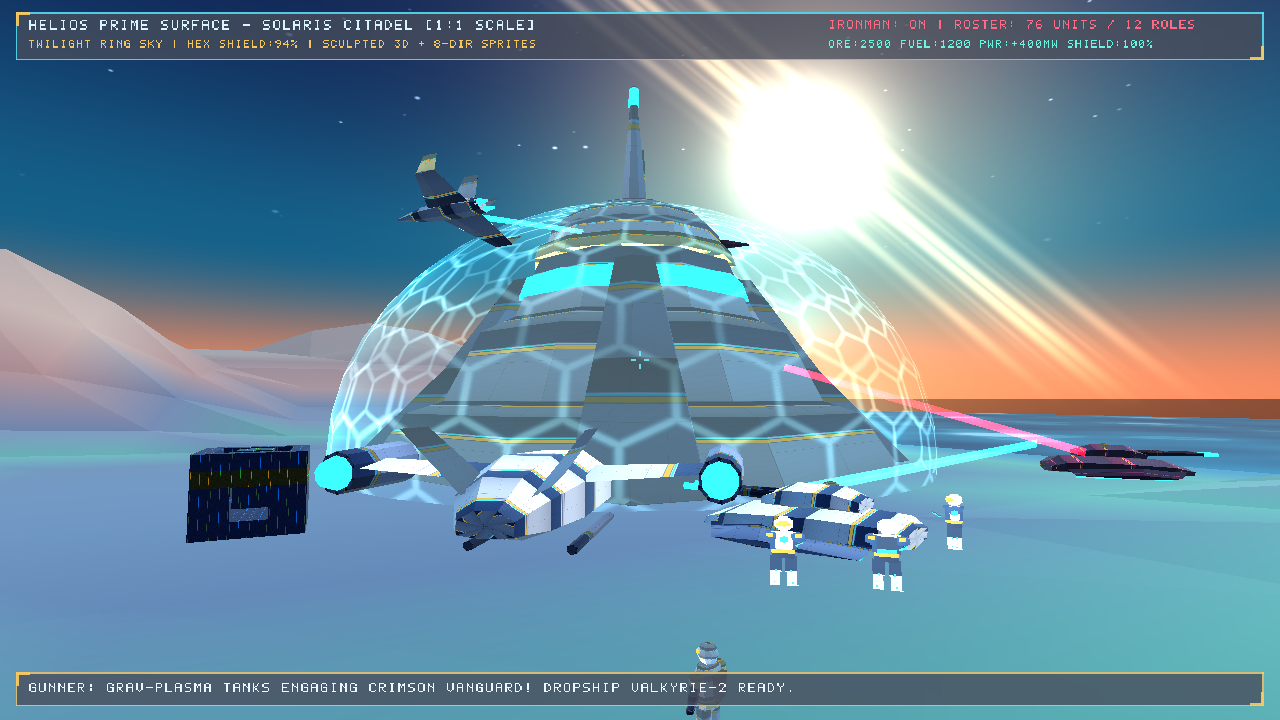 HELIOS PRIME SURFACE - SOLARIS CITADEL [1:1 SCALE]
TWILIGHT RING SKY | HEX SHIELD:94% | SCULPTED 3D + 8-DIR SPRITES
IRONMAN: ON | ROSTER: 76 UNITS / 12 ROLES
ORE:2500 FUEL:1200 PWR:+400MW SHIELD:100%
GUNNER: GRAV-PLASMA TANKS ENGAGING CRIMSON VANGUARD! DROPSHIP VALKYRIE-2 READY.